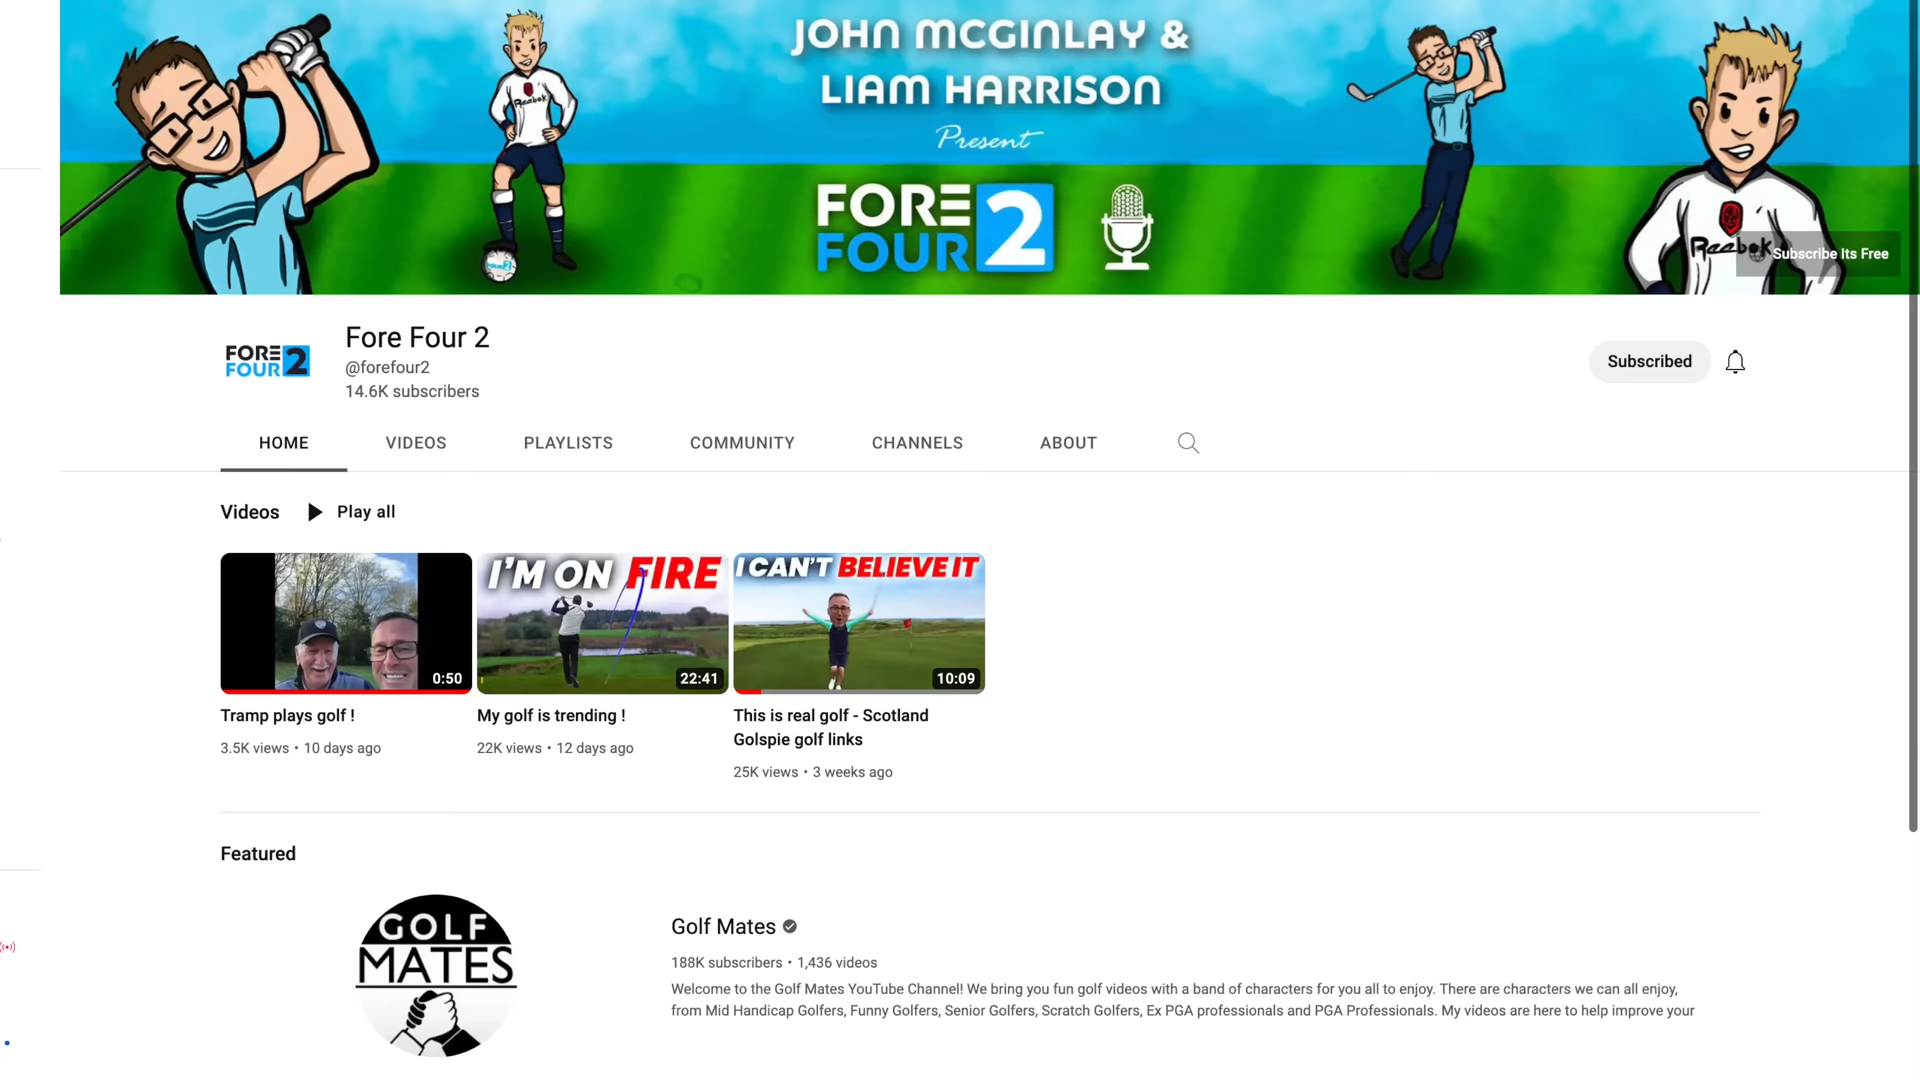 JOHN MCGINLAY &
LIAM HARRISON
Present
FORE
FOUR 2
Reebok
FOUR 2
Reebok
Subscribe Its Free
FORE
FOUR 2
Fore Four 2
@forefour2
14.6K subscribers
Subscribed
HOME VIDEOS PLAYLISTS COMMUNITY CHANNELS ABOUT
Videos Play all
I'M ON FIRE
I CAN'T BELIEVE IT
0:50 22:41 10:09
Tramp plays golf !
3.5K views • 10 days ago
My golf is trending !
22K views • 12 days ago
This is real golf - Scotland
Golspie golf links
25K views • 3 weeks ago
Featured
GOLF
MATES
Golf Mates
188K subscribers • 1,436 videos
Welcome to the Golf Mates YouTube Channel! We bring you fun golf videos with a band of characters for you all to enjoy. There are characters we can all enjoy,
from Mid Handicap Golfers, Funny Golfers, Senior Golfers, Scratch Golfers, Ex PGA professionals and PGA Professionals. My videos are here to help improve your